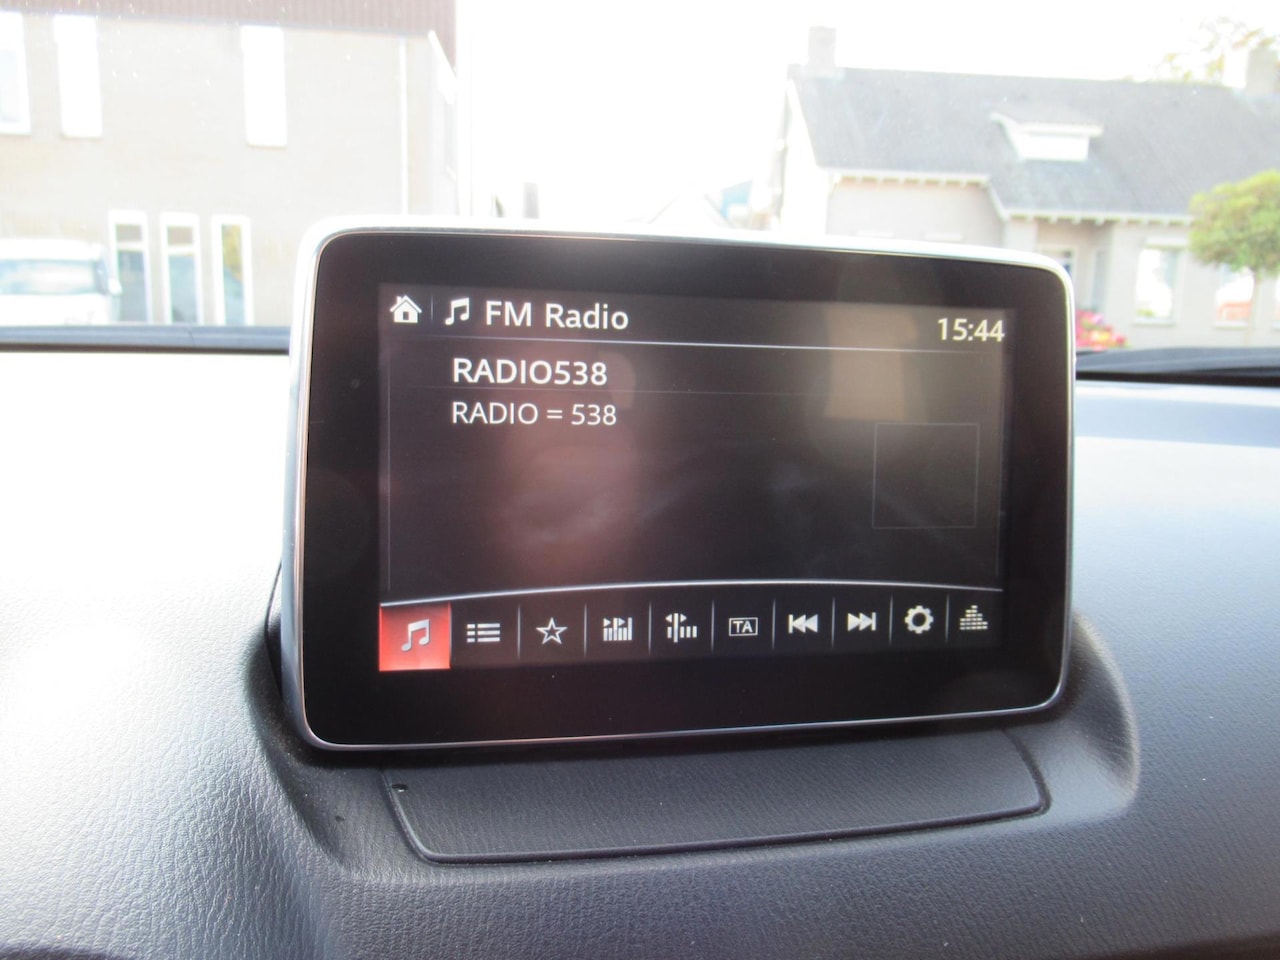 FM Radio
15:44
RADIO538
RADIO = 538
TA